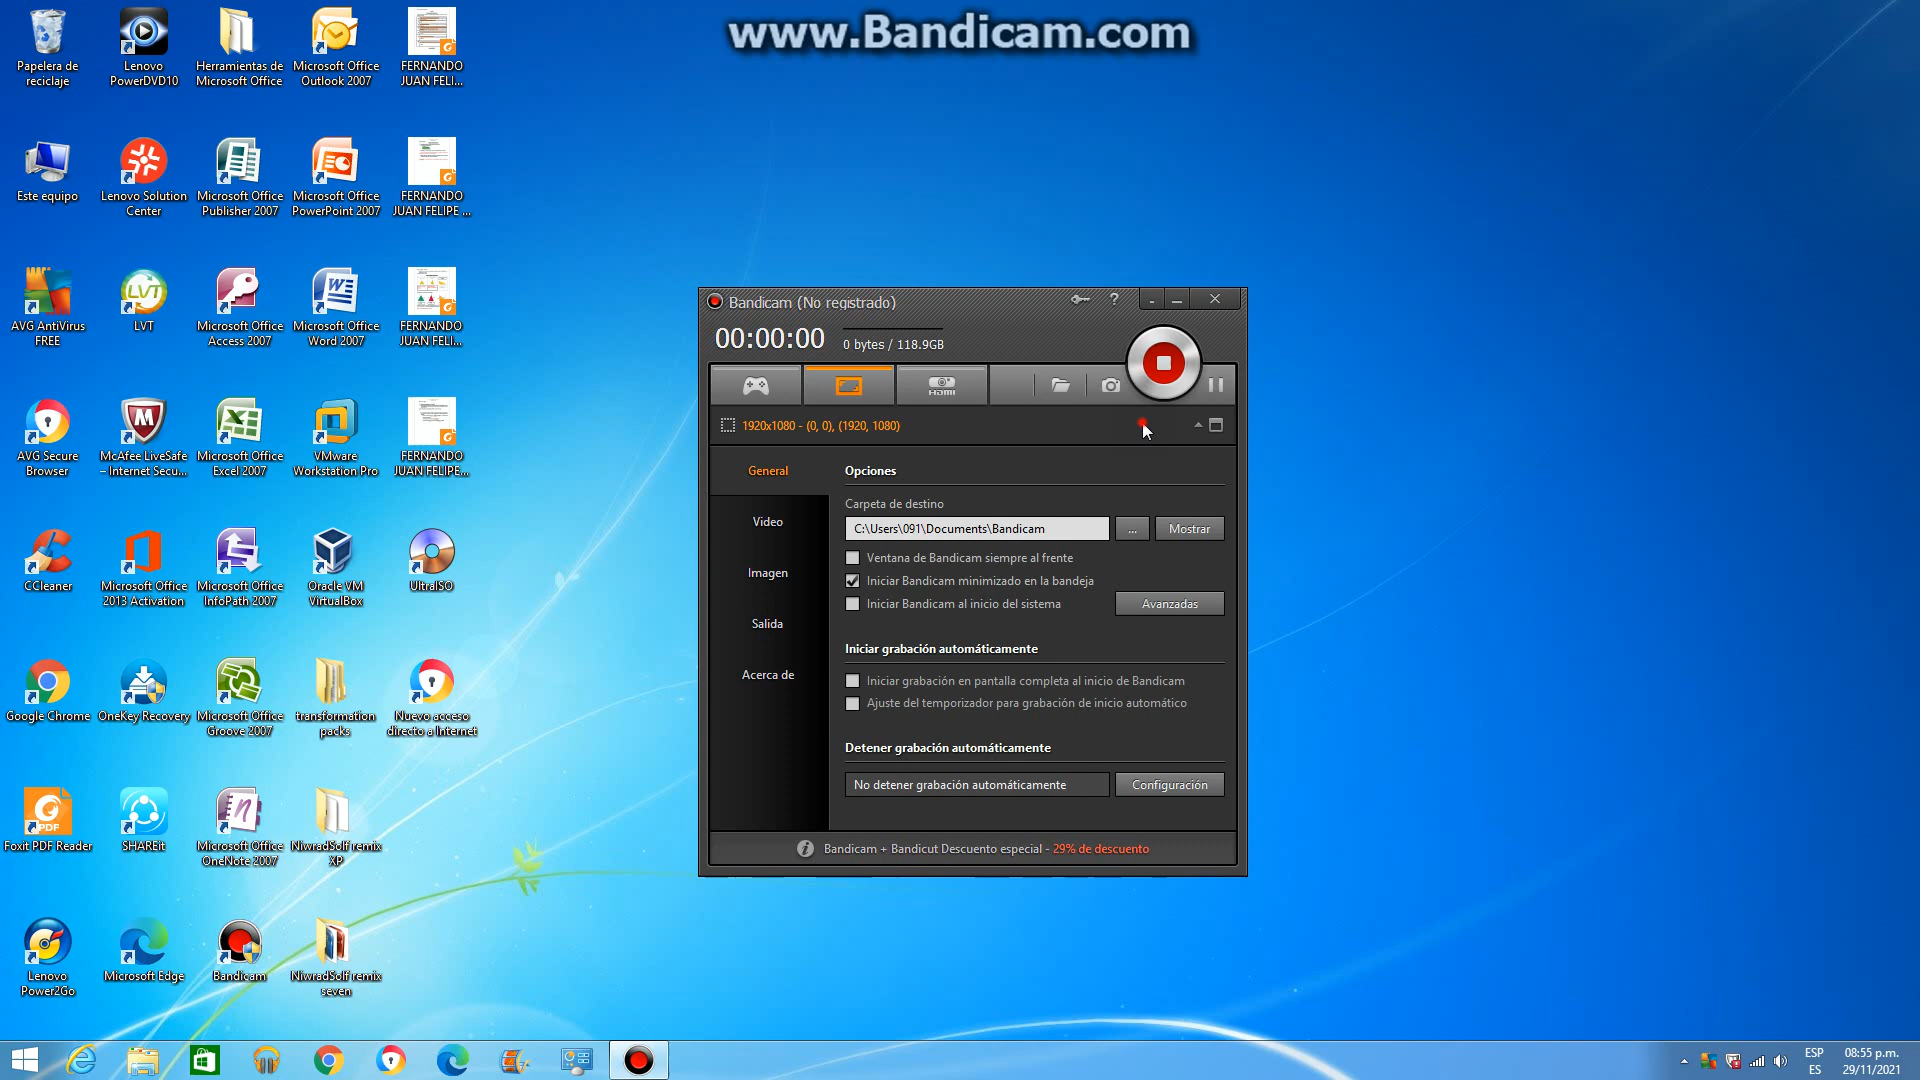 www.Bandicam.com
Papelera de
reciclaje
Lenovo
PowerDVD10
Herramientas de
Microsoft Office
Microsoft Office
Outlook 2007
FERNANDO
JUAN FELI...
Este equipo
Lenovo Solution
Center
Microsoft Office
Publisher 2007
Microsoft Office
PowerPoint 2007
FERNANDO
JUAN FELIPE ...
AVG AntiVirus
FREE
LVT
LVT
Microsoft Office
Access 2007
Microsoft Office
Word 2007
FERNANDO
JUAN FELI...
AVG Secure
Browser
McAfee LiveSafe
– Internet Secu...
Microsoft Office
Excel 2007
VMware
Workstation Pro
FERNANDO
JUAN FELIPE...
CCleaner
Microsoft Office
2013 Activation
Microsoft Office
InfoPath 2007
Oracle VM
VirtualBox
UltraISO
Google Chrome
OneKey Recovery
Microsoft Office
Groove 2007
transformation
packs
Nuevo acceso
directo a Internet
PDF
Foxit PDF Reader
SHAREit
Microsoft Office
OneNote 2007
NiwradSolf remix
XP
Lenovo
Power2Go
Microsoft Edge
Bandicam
NiwradSolf remix
seven
Bandicam (No registrado)
?
00:00:00
0 bytes / 118.9GB
HDMI
1920x1080 - (0, 0), (1920, 1080)
General
Video
Imagen
Salida
Acerca de
Opciones
Carpeta de destino
C:\Users\091\Documents\Bandicam
...
Mostrar
Ventana de Bandicam siempre al frente
Iniciar Bandicam minimizado en la bandeja
Iniciar Bandicam al inicio del sistema
Avanzadas
Iniciar grabación automáticamente
Iniciar grabación en pantalla completa al inicio de Bandicam
Ajuste del temporizador para grabación de inicio automático
Detener grabación automáticamente
No detener grabación automáticamente
Configuración
Bandicam + Bandicut Descuento especial - 29% de descuento
ESP
ES
08:55 p.m.
29/11/2021